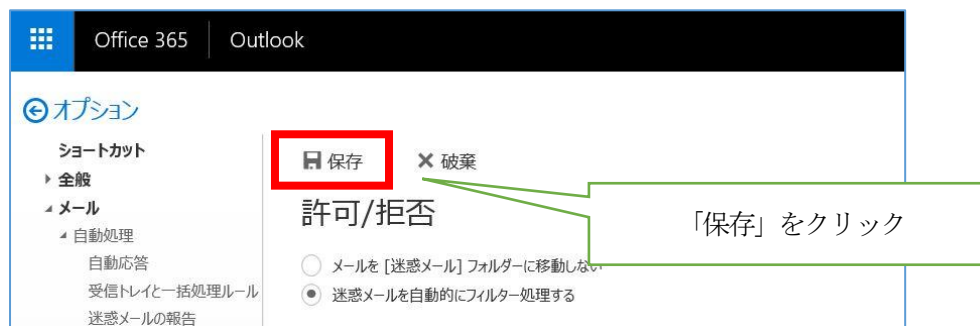 Office 365 Outlook
オプション
ショートカット
全般
メール
自動処理
自動応答
受信トレイと一括処理ルール
迷惑メールの報告
保存 破棄
許可/拒否
メールを [迷惑メール] フォルダーに移動しない
迷惑メールを自動的にフィルター処理する
「保存」をクリック